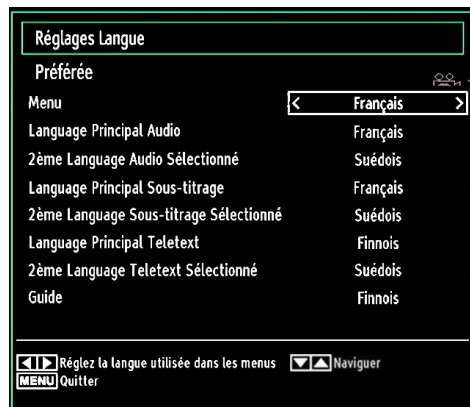 Réglages Langue
Préférée
Menu < Français >
Language Principal Audio Français
2ème Language Audio Sélectionné Suédois
Language Principal Sous-titrage Français
2ème Language Sous-titrage Sélectionné Suédois
Language Principal Teletext Finnois
2ème Language Teletext Sélectionné Suédois
Guide Finnois
Réglez la langue utilisée dans les menus Naviguer
MENU Quitter